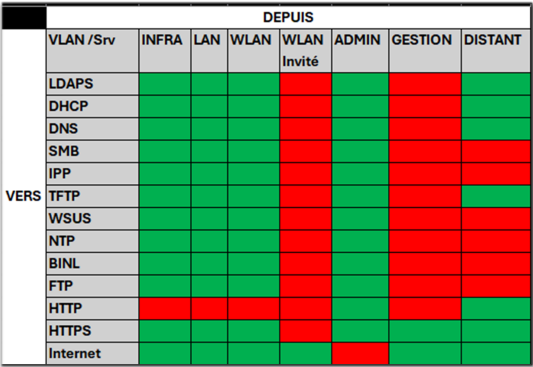 DEPUIS
VLAN /Srv INFRA LAN WLAN WLAN Invité ADMIN GESTION DISTANT
LDAPS
DHCP
DNS
SMB
IPP
VERS TFTP
WSUS
NTP
BINL
FTP
HTTP
HTTPS
Internet